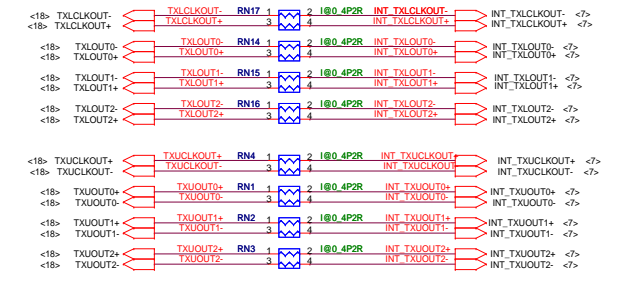 <18> TXLCLKOUT- TXLCLKOUT- RN17 1 2 I@0_4P2R INT_TXLCLKOUT- INT_TXLCLKOUT- <7>
<18> TXLCLKOUT+ TXLCLKOUT+ 3 4 INT_TXLCLKOUT+ INT_TXLCLKOUT+ <7>
<18> TXLOUT0- TXLOUT0- RN14 1 2 I@0_4P2R INT_TXLOUT0- INT_TXLOUT0- <7>
<18> TXLOUT0+ TXLOUT0+ 3 4 INT_TXLOUT0+ INT_TXLOUT0+ <7>
<18> TXLOUT1- TXLOUT1- RN15 1 2 I@0_4P2R INT_TXLOUT1- INT_TXLOUT1- <7>
<18> TXLOUT1+ TXLOUT1+ 3 4 INT_TXLOUT1+ INT_TXLOUT1+ <7>
<18> TXLOUT2- TXLOUT2- RN16 1 2 I@0_4P2R INT_TXLOUT2- INT_TXLOUT2- <7>
<18> TXLOUT2+ TXLOUT2+ 3 4 INT_TXLOUT2+ INT_TXLOUT2+ <7>
<18> TXUCLKOUT+ TXUCLKOUT+ RN4 1 2 I@0_4P2R INT_TXUCLKOUT+ INT_TXUCLKOUT+ <7>
<18> TXUCLKOUT- TXUCLKOUT- 3 4 INT_TXUCLKOUT- INT_TXUCLKOUT- <7>
<18> TXUOUT0+ TXUOUT0+ RN1 1 2 I@0_4P2R INT_TXUOUT0+ INT_TXUOUT0+ <7>
<18> TXUOUT0- TXUOUT0- 3 4 INT_TXUOUT0- INT_TXUOUT0- <7>
<18> TXUOUT1+ TXUOUT1+ RN2 1 2 I@0_4P2R INT_TXUOUT1+ INT_TXUOUT1+ <7>
<18> TXUOUT1- TXUOUT1- 3 4 INT_TXUOUT1- INT_TXUOUT1- <7>
<18> TXUOUT2+ TXUOUT2+ RN3 1 2 I@0_4P2R INT_TXUOUT2+ INT_TXUOUT2+ <7>
<18> TXUOUT2- TXUOUT2- 3 4 INT_TXUOUT2- INT_TXUOUT2- <7>